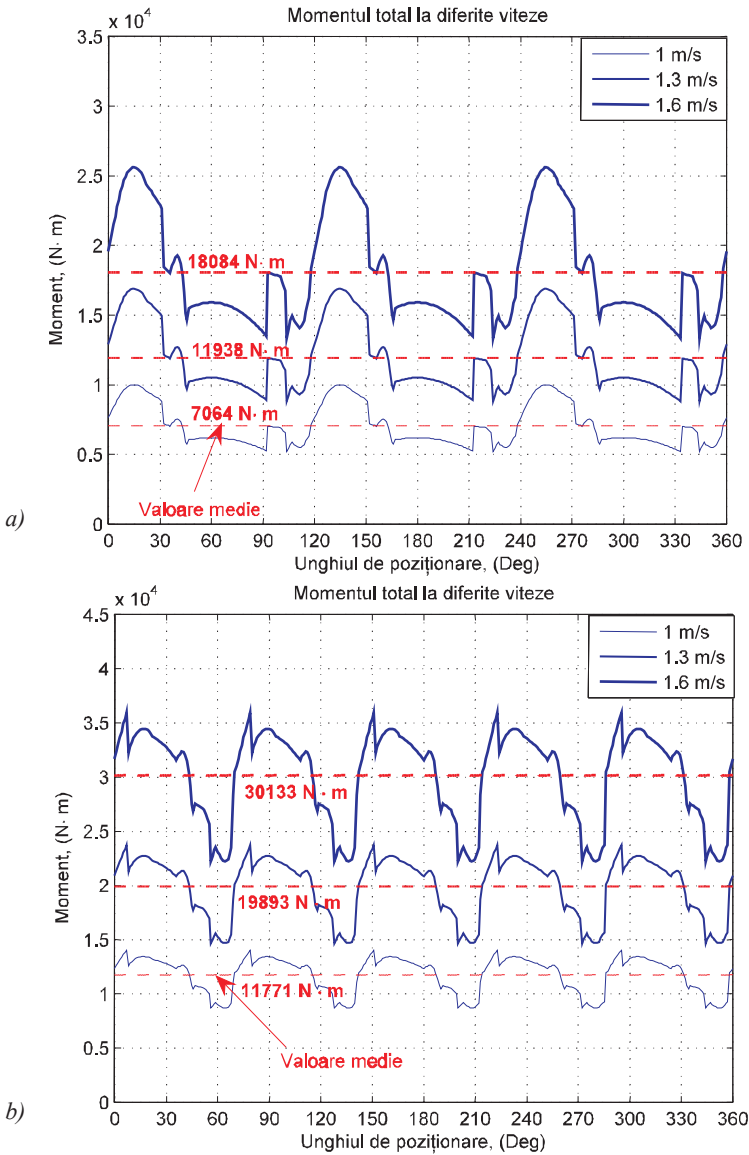 x 10⁴
Momentul total la diferite viteze
3.5
3
2.5
2
1.5
1
0.5
0
Moment, (N· m)
1 m/s
1.3 m/s
1.6 m/s
18084 N· m
11938 N· m
7064 N· m
Valoare medie
a)
0 30 60 90 120 150 180 210 240 270 300 330 360
Unghiul de poziționare, (Deg)
x 10⁴
Momentul total la diferite viteze
4.5
4
3.5
3
2.5
2
1.5
1
0.5
0
Moment, (N· m)
1 m/s
1.3 m/s
1.6 m/s
30133 N · m
19893 N · m
11771 N · m
Valoare medie
b)
0 30 60 90 120 150 180 210 240 270 300 330 360
Unghiul de poziționare, (Deg)